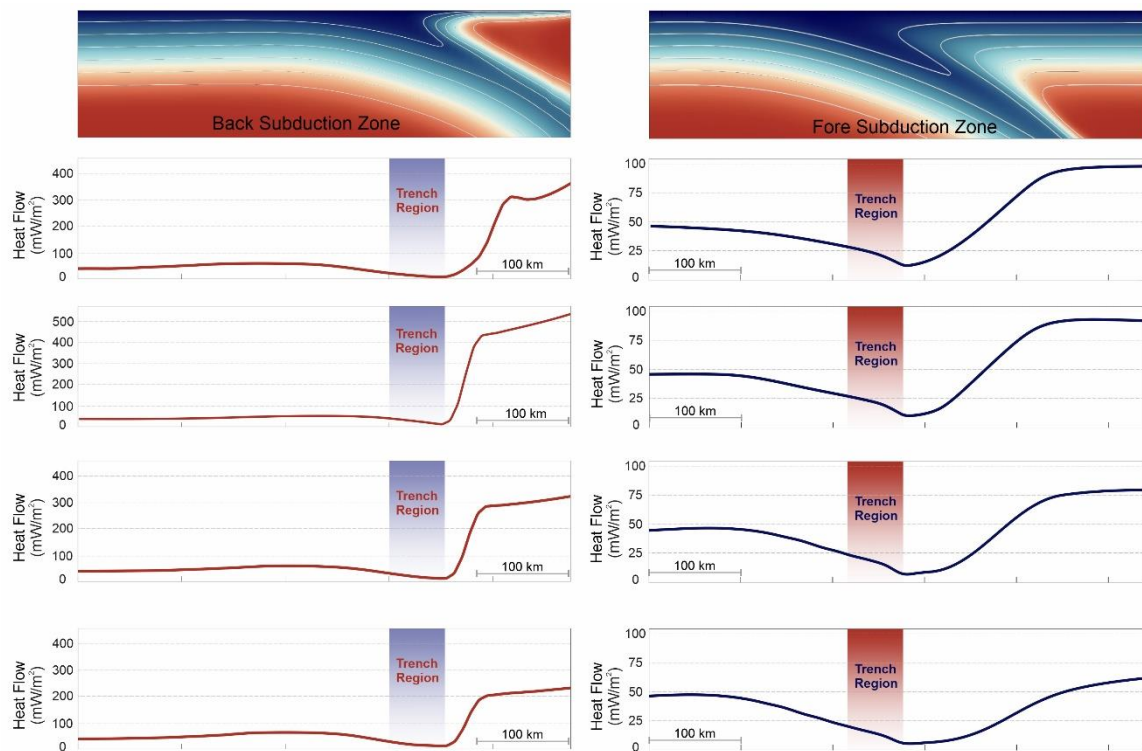 Back Subduction Zone
Fore Subduction Zone
Heat Flow
(mW/m²)
400
300
200
100
0
Trench
Region
100 km
Heat Flow
(mW/m²)
100
75
50
25
0
Trench
Region
100 km
Heat Flow
(mW/m²)
500
400
300
200
100
0
Trench
Region
100 km
Heat Flow
(mW/m²)
100
75
50
25
0
Trench
Region
100 km
Heat Flow
(mW/m²)
400
300
200
100
0
Trench
Region
100 km
Heat Flow
(mW/m²)
100
75
50
25
0
Trench
Region
100 km
Heat Flow
(mW/m²)
400
300
200
100
0
Trench
Region
100 km
Heat Flow
(mW/m²)
100
75
50
25
0
Trench
Region
100 km